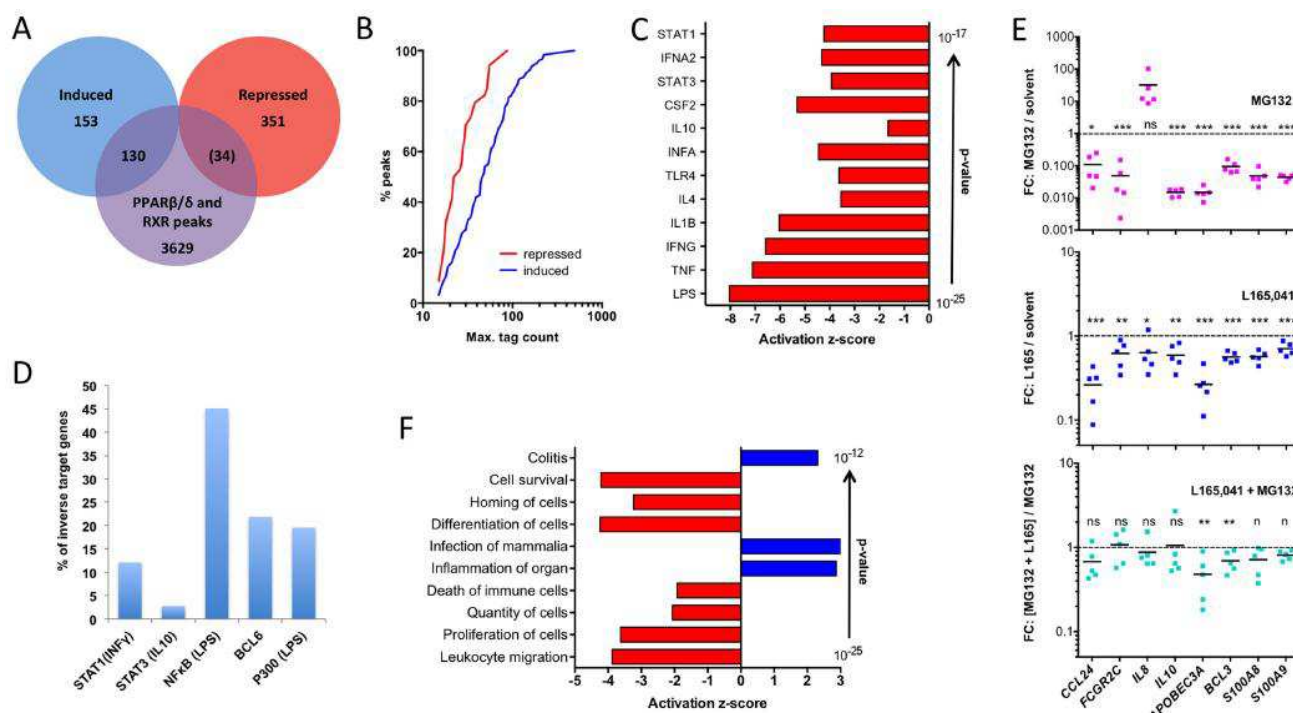 A
Induced
153
Repressed
351
130
(34)
PPARβ/δ and
RXR peaks
3629
B
% peaks
100
80
60
40
20
0
10
100
1000
Max. tag count
repressed
induced
C
STAT1
IFNA2
STAT3
CSF2
IL10
INFA
TLR4
IL4
IL1B
IFNG
TNF
LPS
-8 -7 -6 -5 -4 -3 -2 -1 0
Activation z-score
10-17
p-value
10-25
D
% of inverse target genes
50
45
40
35
30
25
20
15
10
5
0
STAT1(INFγ)
STAT3 (IL10)
NFκB (LPS)
BCL6
P300 (LPS)
E
FC: MG132 / solvent
1000
100
10
1
0.100
0.010
0.001
MG132
* *** ns *** *** *** *** ***
FC: L165 / solvent
1
0.1
L165,041
*** ** * ** *** *** *** ***
FC: [MG132 + L165] / MG132
10
1
0.1
L165,041 + MG132
ns ns ns ns ** ** n n
CCL24
FCGR2C
IL8
IL10
APOBEC3A
BCL3
S100A8
S100A9
F
Colitis
Cell survival
Homing of cells
Differentiation of cells
Infection of mammalia
Inflammation of organ
Death of immune cells
Quantity of cells
Proliferation of cells
Leukocyte migration
-5 -4 -3 -2 -1 0 1 2 3
Activation z-score
10-12
p-value
10-25